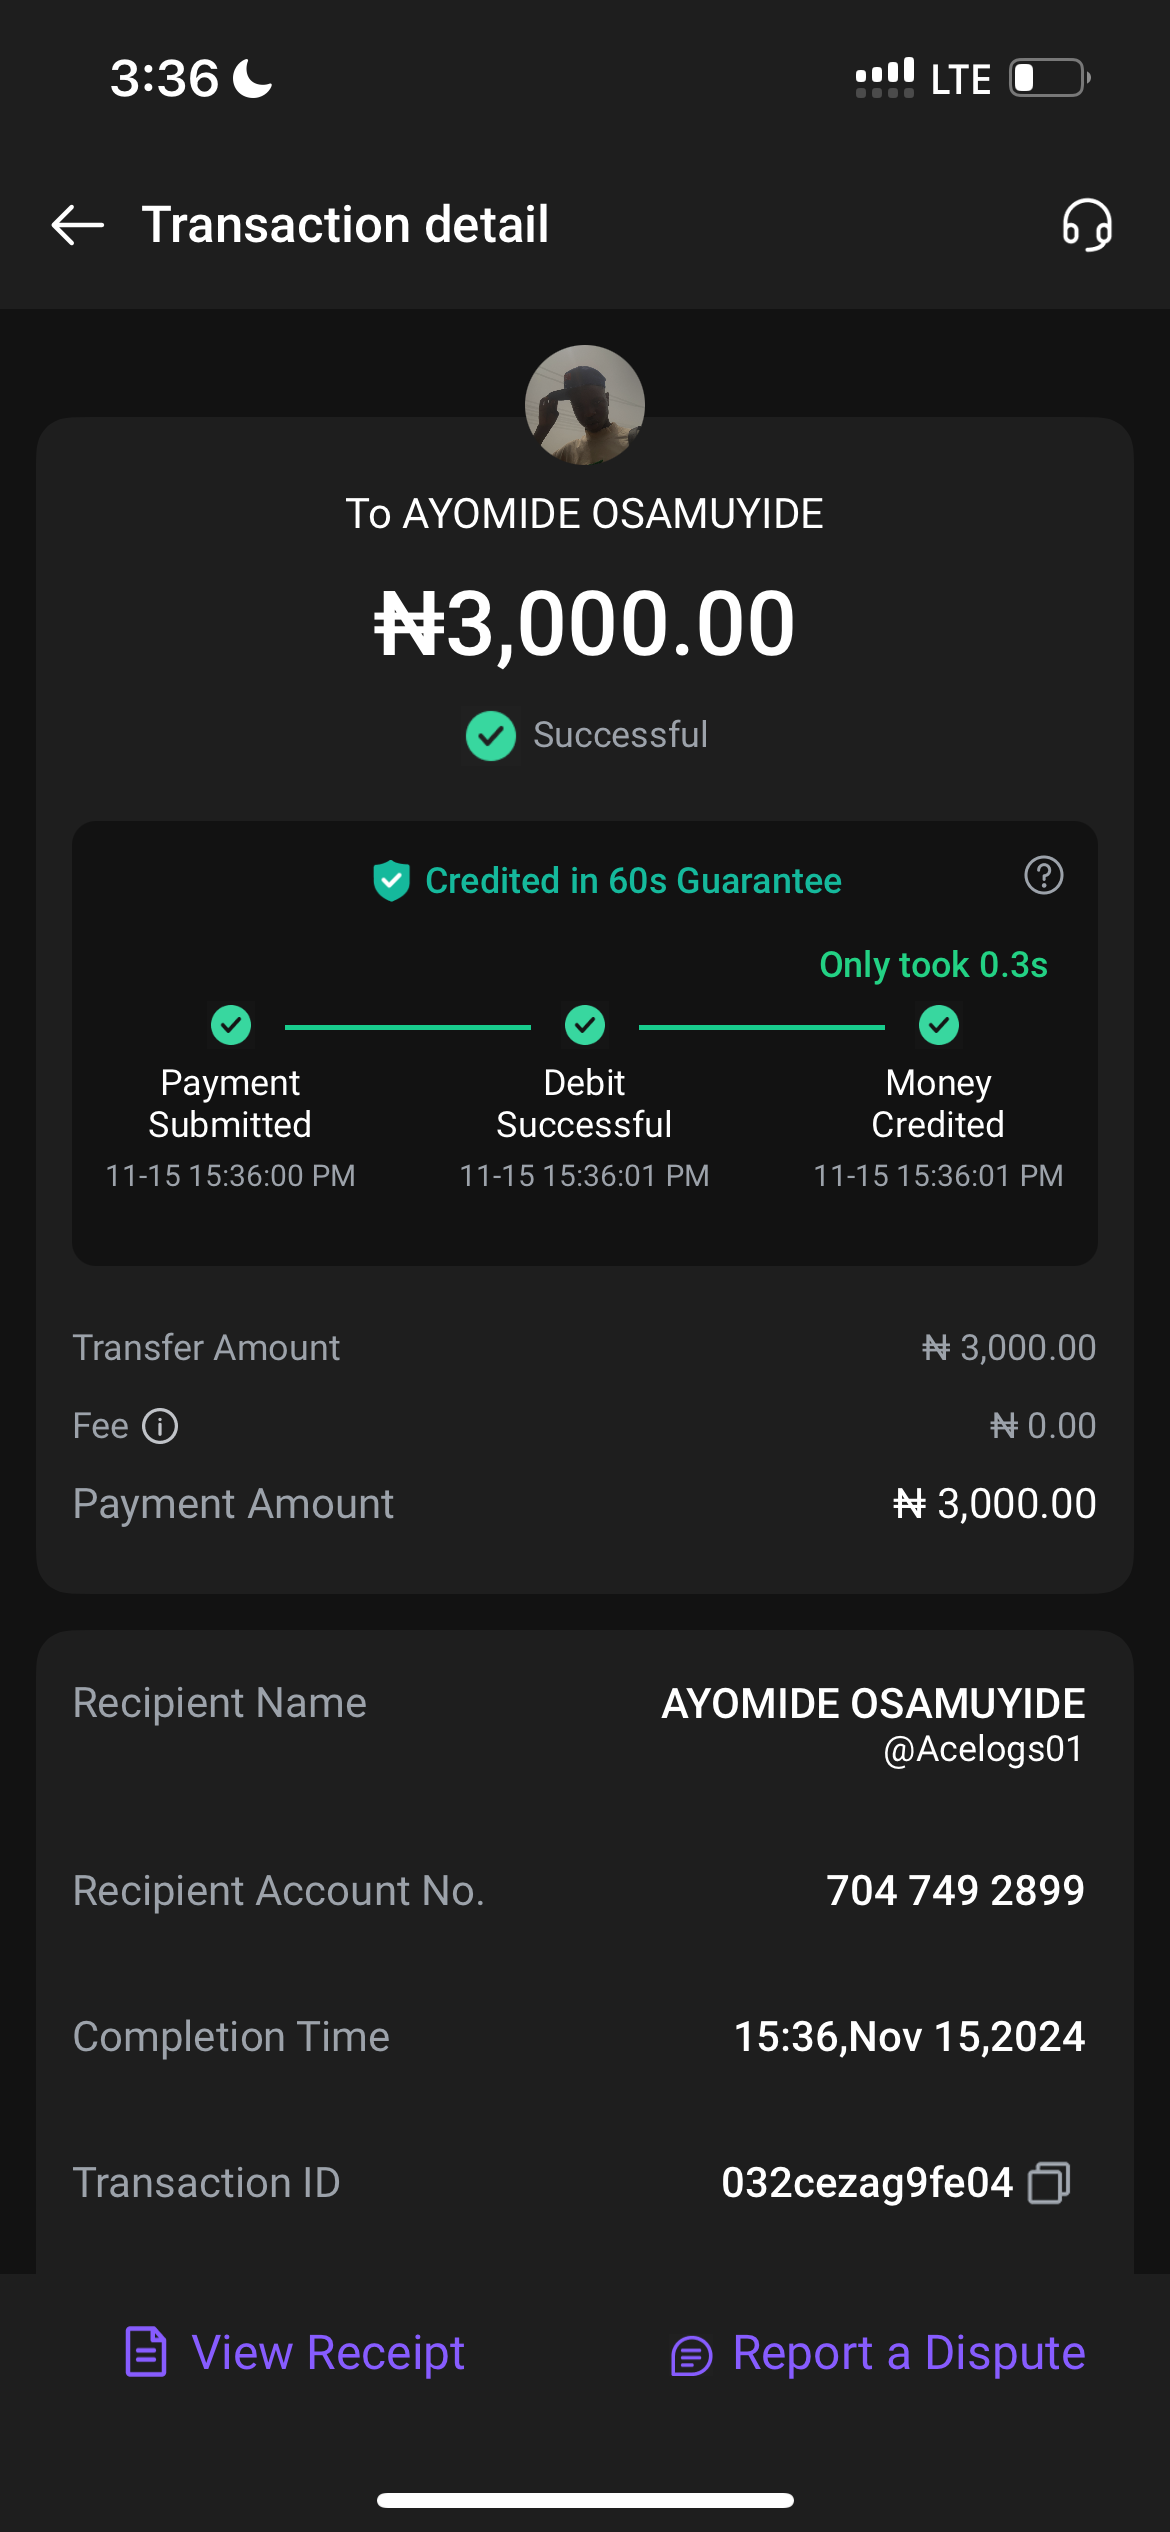 3:36 LTE
Transaction detail
To AYOMIDE OSAMUYIDE
₦3,000.00
Successful
Credited in 60s Guarantee
Only took 0.3s
Payment Submitted
11-15 15:36:00 PM
Debit Successful
11-15 15:36:01 PM
Money Credited
11-15 15:36:01 PM
Transfer Amount ₦ 3,000.00
Fee ₦ 0.00
Payment Amount ₦ 3,000.00
Recipient Name AYOMIDE OSAMUYIDE
@Acelogs01
Recipient Account No. 704 749 2899
Completion Time 15:36,Nov 15,2024
Transaction ID 032cezag9fe04
View Receipt Report a Dispute